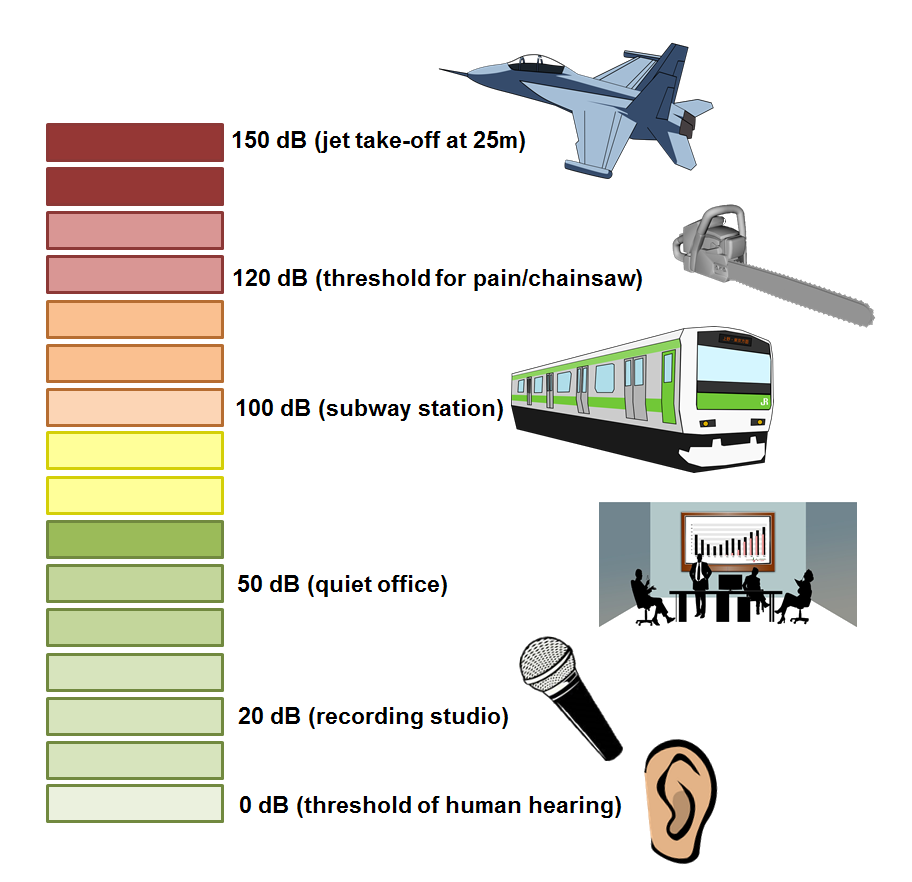 150 dB (jet take-off at 25m)
120 dB (threshold for pain/chainsaw)
100 dB (subway station)
JR
50 dB (quiet office)
20 dB (recording studio)
0 dB (threshold of human hearing)